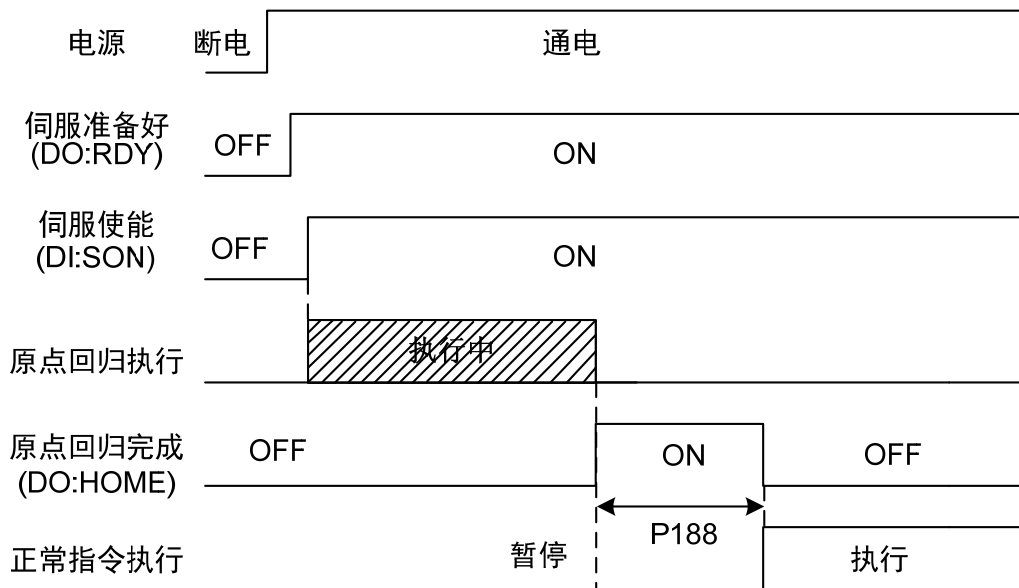 电源 断电 通电
伺服准备好
(DO:RDY) OFF ON
伺服使能
(DI:SON) OFF ON
原点回归执行 执行中
原点回归完成
(DO:HOME) OFF ON OFF
P188
正常指令执行 暂停 执行